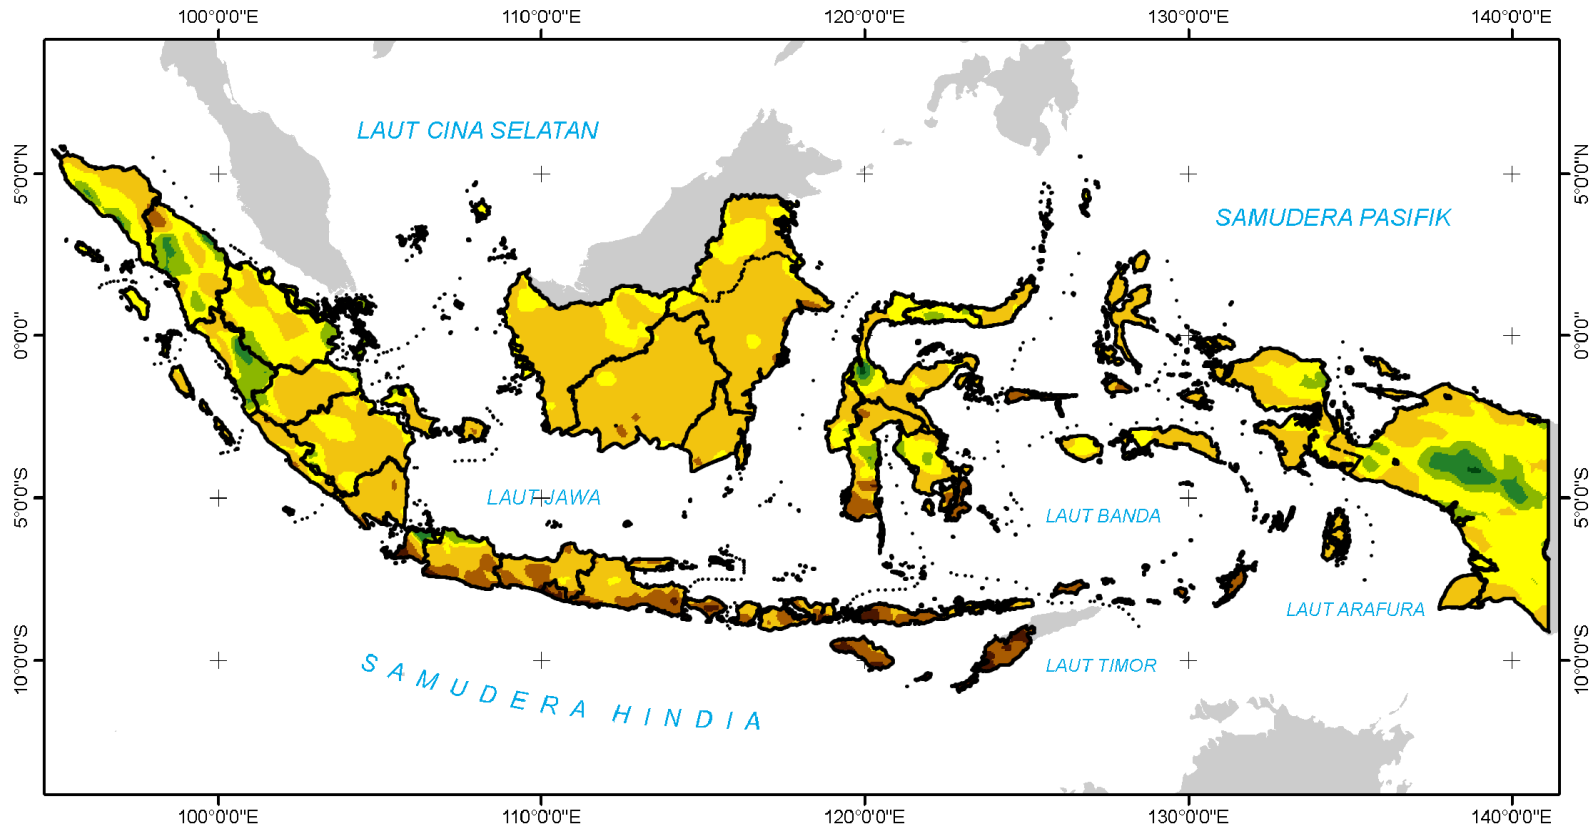 100°0'0"E 110°0'0"E 120°0'0"E 130°0'0"E 140°0'0"E
LAUT CINA SELATAN
5°0'0"N 5°0'0"N
SAMUDERA PASIFIK
0°0'0" 0°0'0"
LAUT JAWA
5°0'0"S 5°0'0"S
LAUT BANDA
LAUT ARAFURA
10°0'0"S 10°0'0"S
LAUT TIMOR
SAMUDERA HINDIA
100°0'0"E 110°0'0"E 120°0'0"E 130°0'0"E 140°0'0"E